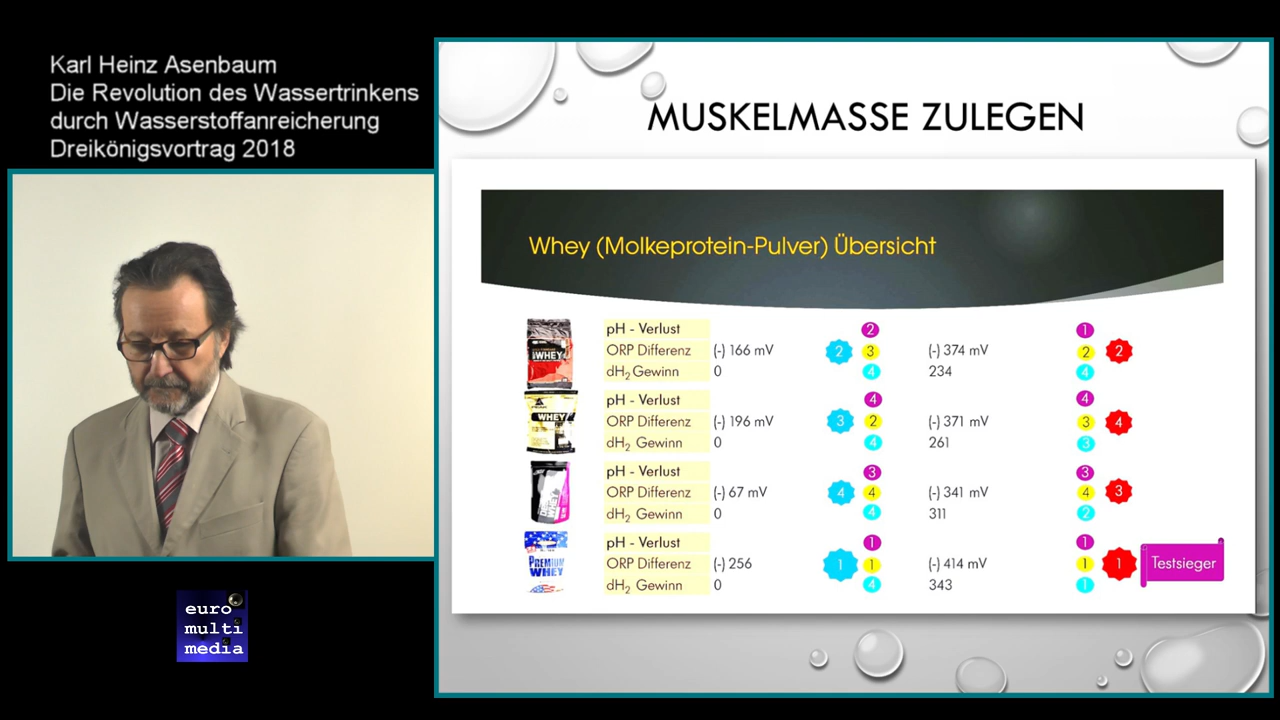 Karl Heinz Asenbaum
Die Revolution des Wassertrinkens
durch Wasserstoffanreicherung
Dreikönigsvortrag 2018
MUSKELMASSE ZULEGEN
Whey (Molkeprotein-Pulver) Übersicht
pH - Verlust 2 1
ORP Differenz (-) 166 mV 2 3 (-) 374 mV 2 2
dH2 Gewinn 0 4 234 4
WHEY
pH - Verlust 4 4
ORP Differenz (-) 196 mV 3 2 (-) 371 mV 3 4
dH2 Gewinn 0 4 261 3
WHEY
pH - Verlust 3 3
ORP Differenz (-) 67 mV 4 4 (-) 341 mV 4 3
dH2 Gewinn 0 4 311 2
pH - Verlust 1 1
ORP Differenz (-) 256 1 1 (-) 414 mV 1 1 Testsieger
dH2 Gewinn 0 4 343 1
PREMIUM
WHEY
euro
multi
media